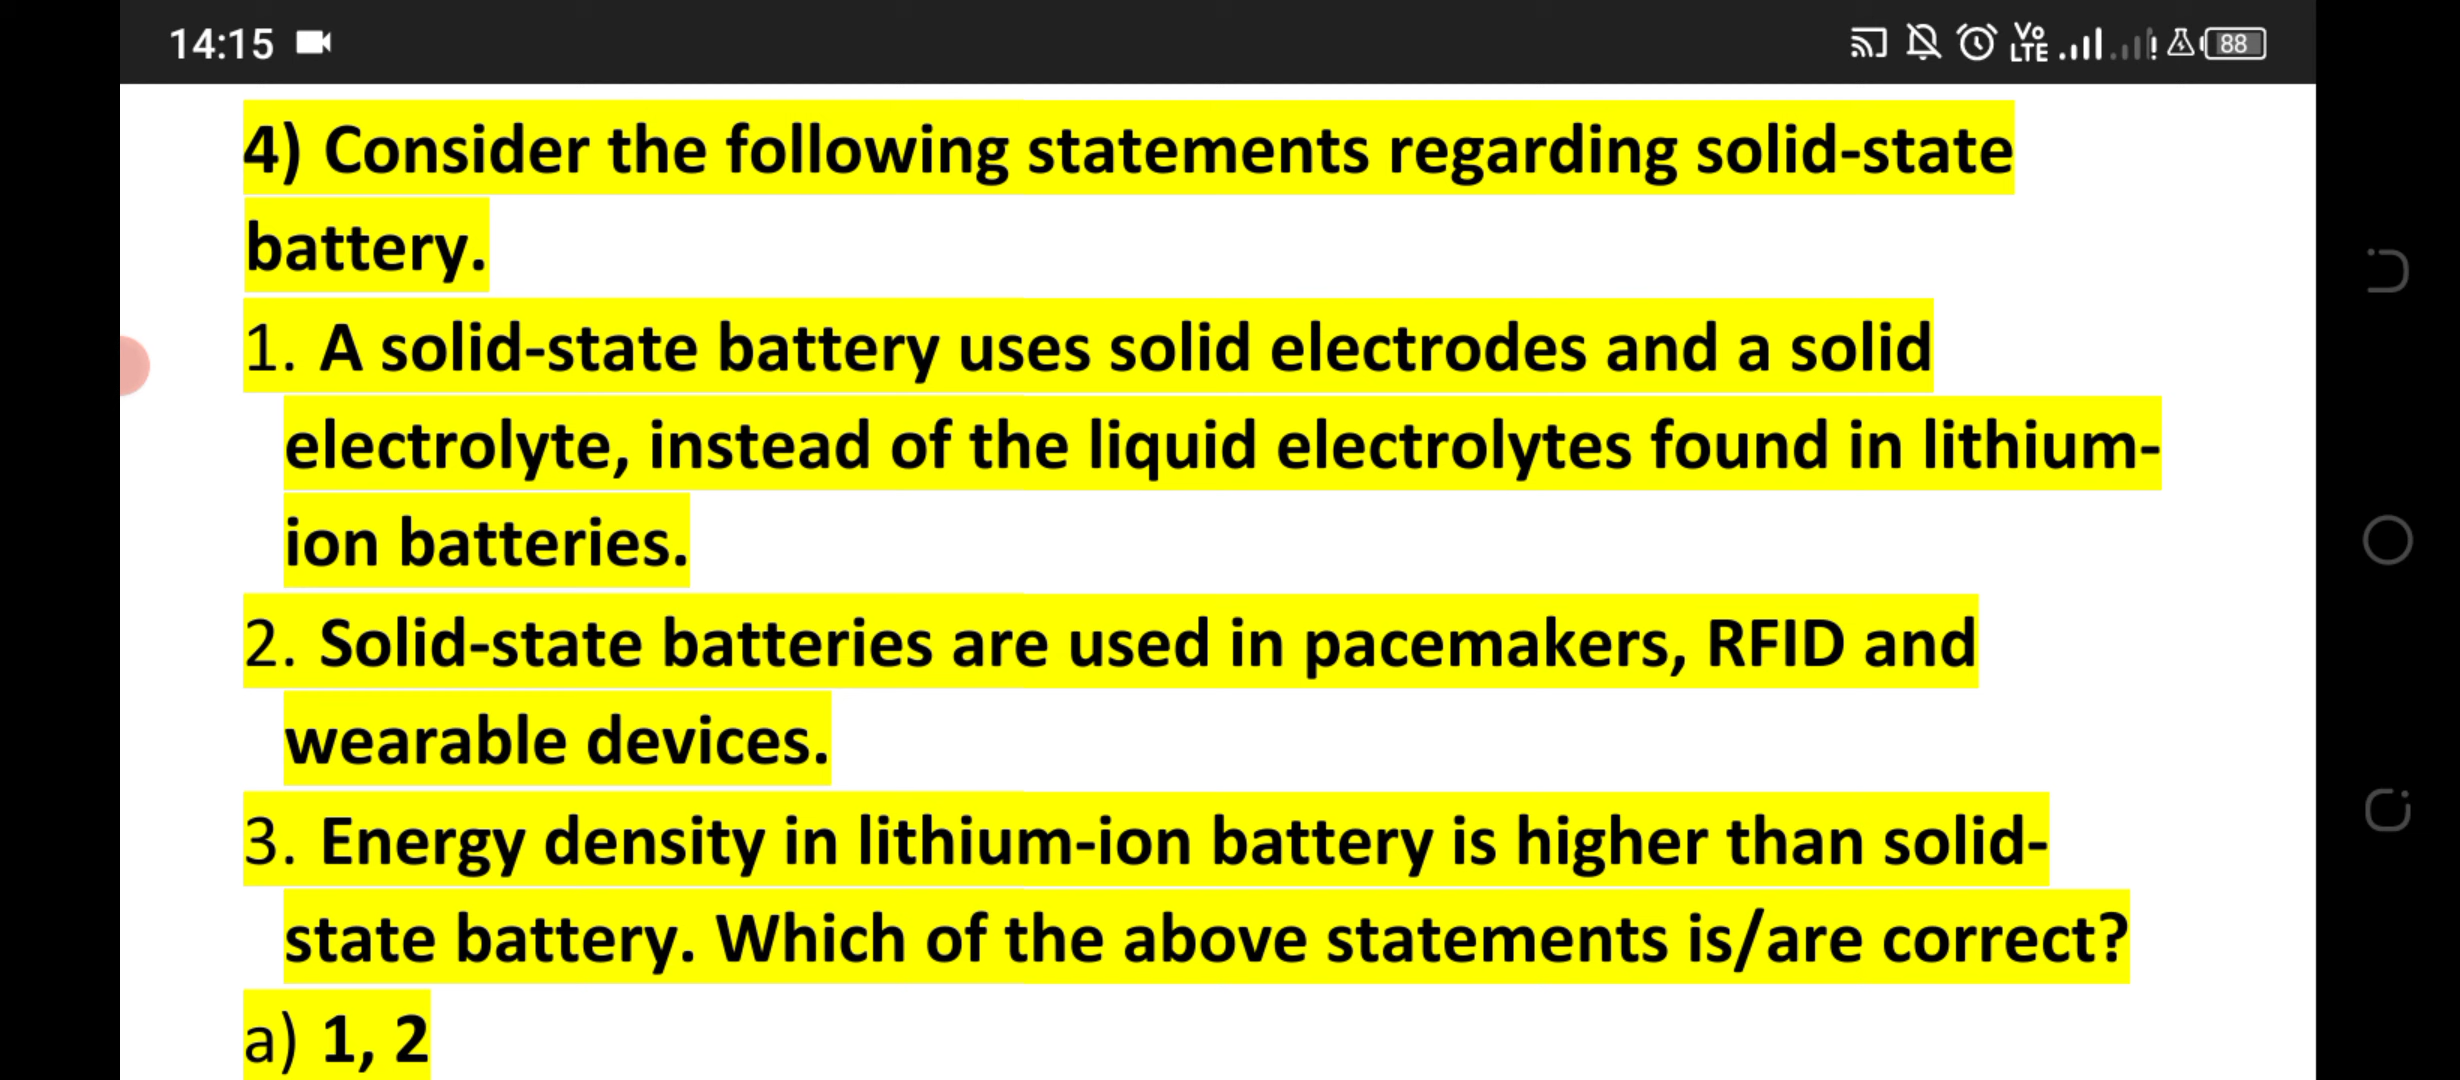 14:15
Vo
LTE
88
4) Consider the following statements regarding solid-state
battery.
1. A solid-state battery uses solid electrodes and a solid
electrolyte, instead of the liquid electrolytes found in lithium-
ion batteries.
2. Solid-state batteries are used in pacemakers, RFID and
wearable devices.
3. Energy density in lithium-ion battery is higher than solid-
state battery. Which of the above statements is/are correct?
a) 1, 2